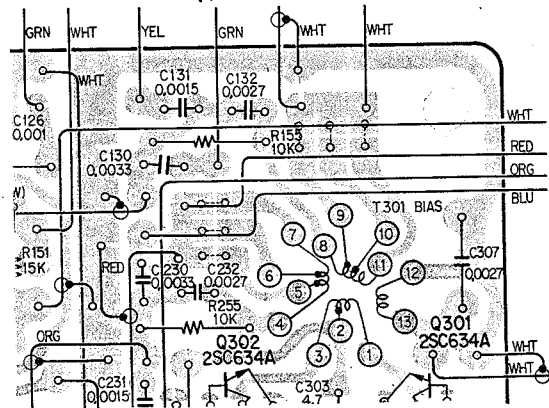 GRN
WHT
YEL
GRN
WHT
WHT
WHT
C131
0,0015
C132
0,0027
C126
0,001
WHT
R153
10K
RED
C130
0,0033
ORG
BLU
T301 BIAS
9
10
7
8
11
12
6
5
4
13
3
2
1
C307
0,0027
R151
15K
RED
C230
0,0033
C232
0,0027
R255
10K
Q302
2SC634A
Q301
2SC634A
ORG
WHT
WHT
C231
0,0015
C303
4.7